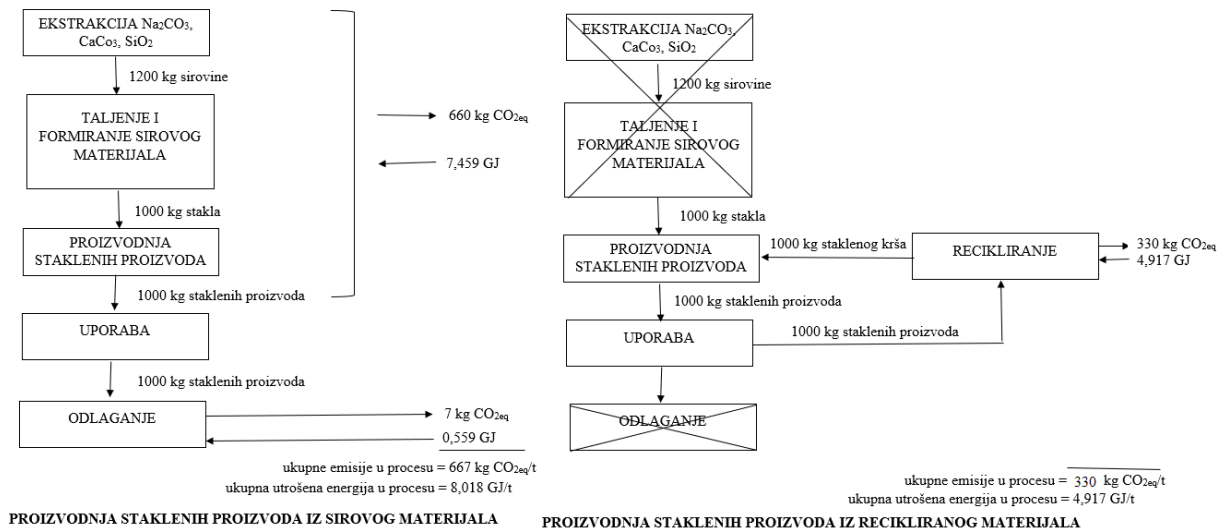 EKSTRAKCIJA Na₂CO₃,
CaCo₃, SiO₂
1200 kg sirovine
TALJENJE I
FORMIRANJE SIROVOG
MATERIJALA
660 kg CO₂eq
7,459 GJ
1000 kg stakla
PROIZVODNJA
STAKLENIH PROIZVODA
1000 kg staklenih proizvoda
UPORABA
1000 kg staklenih proizvoda
ODLAGANJE
7 kg CO₂eq
0,559 GJ
ukupne emisije u procesu = 667 kg CO₂eq/t
ukupna utrošena energija u procesu = 8,018 GJ/t
PROIZVODNJA STAKLENIH PROIZVODA IZ SIROVOG MATERIJALA
EKSTRAKCIJA Na₂CO₃,
CaCo₃, SiO₂
1200 kg sirovine
TALJENJE I
FORMIRANJE SIROVOG
MATERIJALA
1000 kg stakla
PROIZVODNJA
STAKLENIH PROIZVODA
1000 kg staklenog krša
RECIKLIRANJE
330 kg CO₂eq
4,917 GJ
1000 kg staklenih proizvoda
UPORABA
1000 kg staklenih proizvoda
ODLAGANJE
ukupne emisije u procesu = 330 kg CO₂eq/t
ukupna utrošena energija u procesu = 4,917 GJ/t
PROIZVODNJA STAKLENIH PROIZVODA IZ RECIKLIRANOG MATERIJALA